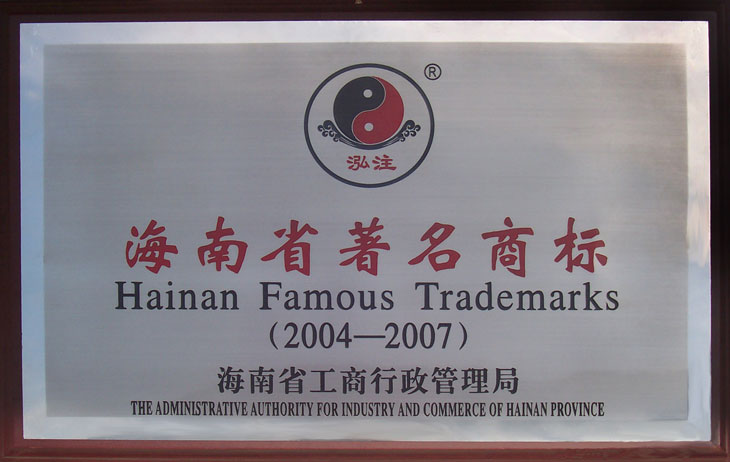 ®
泓注
海南省著名商标
Hainan Famous Trademarks
(2004—2007)
海南省工商行政管理局
THE ADMINISTRATIVE AUTHORITY FOR INDUSTRY AND COMMERCE OF HAINAN PROVINCE